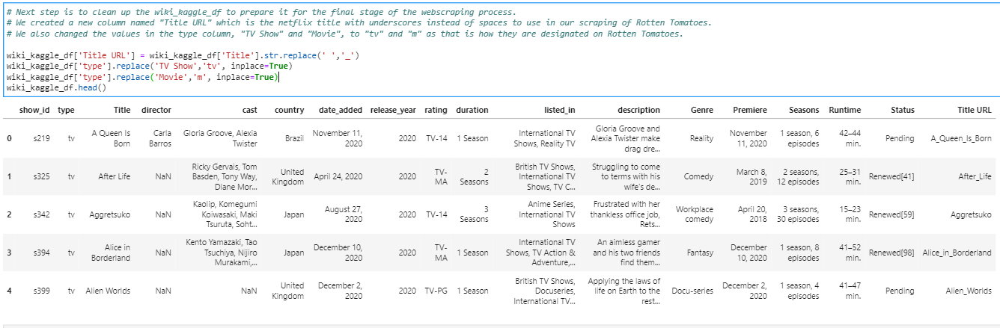 # Next step is to clean up the wiki_kaggle_df to prepare it for the final stage of the webscraping process.
# We created a new column named "Title URL" which is the netflix title with underscores instead of spaces to use in our scraping of Rotten Tomatoes.
# We also changed the values in the type column, "TV Show" and "Movie", to "tv" and "m" as that is how they are designated on Rotten Tomatoes.
wiki_kaggle_df['Title URL'] = wiki_kaggle_df['Title'].str.replace(' ','_')
wiki_kaggle_df['type'].replace('TV Show','tv', inplace=True)
wiki_kaggle_df['type'].replace('Movie','m', inplace=True)
wiki_kaggle_df.head()
show_id type Title director cast country date_added release_year rating duration listed_in description Genre Premiere Seasons Runtime Status Title URL
0 s219 tv A Queen Is Born Carla Barros Gloria Groove, Alexia Twister Brazil November 11, 2020 2020 TV-14 1 Season International TV Shows, Reality TV Gloria Groove and Alexia Twister make drag dre... Reality November 11, 2020 1 season, 6 episodes 42–44 min. Pending A_Queen_Is_Born
1 s325 tv After Life NaN Ricky Gervais, Tom Basden, Tony Way, Diane Mor... United Kingdom April 24, 2020 2020 TV-MA 2 Seasons British TV Shows, International TV Shows, TV C... Struggling to come to terms with his wife's de... Comedy March 8, 2019 2 seasons, 12 episodes 25–31 min. Renewed[41] After_Life
2 s342 tv Aggretsuko NaN Kaolip, Komegumi Koiwasaki, Maki Tsuruta, Soht... Japan August 27, 2020 2020 TV-14 3 Seasons Anime Series, International TV Shows Frustrated with her thankless office job, Rets... Workplace comedy April 20, 2018 3 seasons, 30 episodes 15–23 min. Renewed[59] Aggretsuko
3 s394 tv Alice in Borderland NaN Kento Yamazaki, Tao Tsuchiya, Nijiro Murakami,... Japan December 10, 2020 2020 TV-MA 1 Season International TV Shows, TV Action & Adventure,... An aimless gamer and his two friends find them... Fantasy December 10, 2020 1 season, 8 episodes 41–52 min. Renewed[98] Alice_in_Borderland
4 s399 tv Alien Worlds NaN NaN United Kingdom December 2, 2020 2020 TV-PG 1 Season British TV Shows, Docuseries, International TV... Applying the laws of life on Earth to the rest... Docu-series December 2, 2020 1 season, 4 episodes 41–47 min. Pending Alien_Worlds